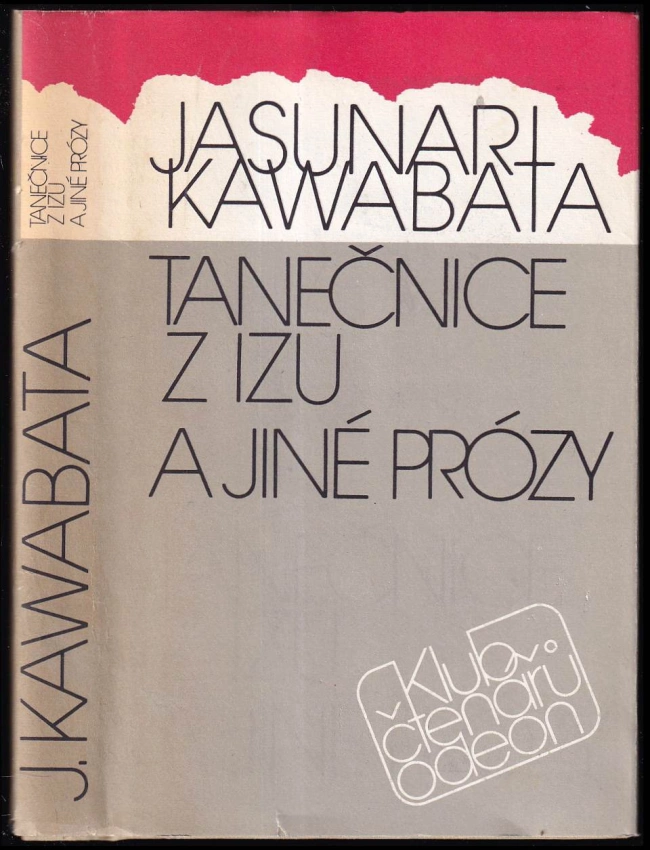 TANEČNICE
Z IZU
A JINÉ PRÓZY
J. KAWABATA
JASUNARI
KAWABATA
TANEČNICE
Z IZU
A JINÉ PRÓZY
Klub
čtenářů
odeon